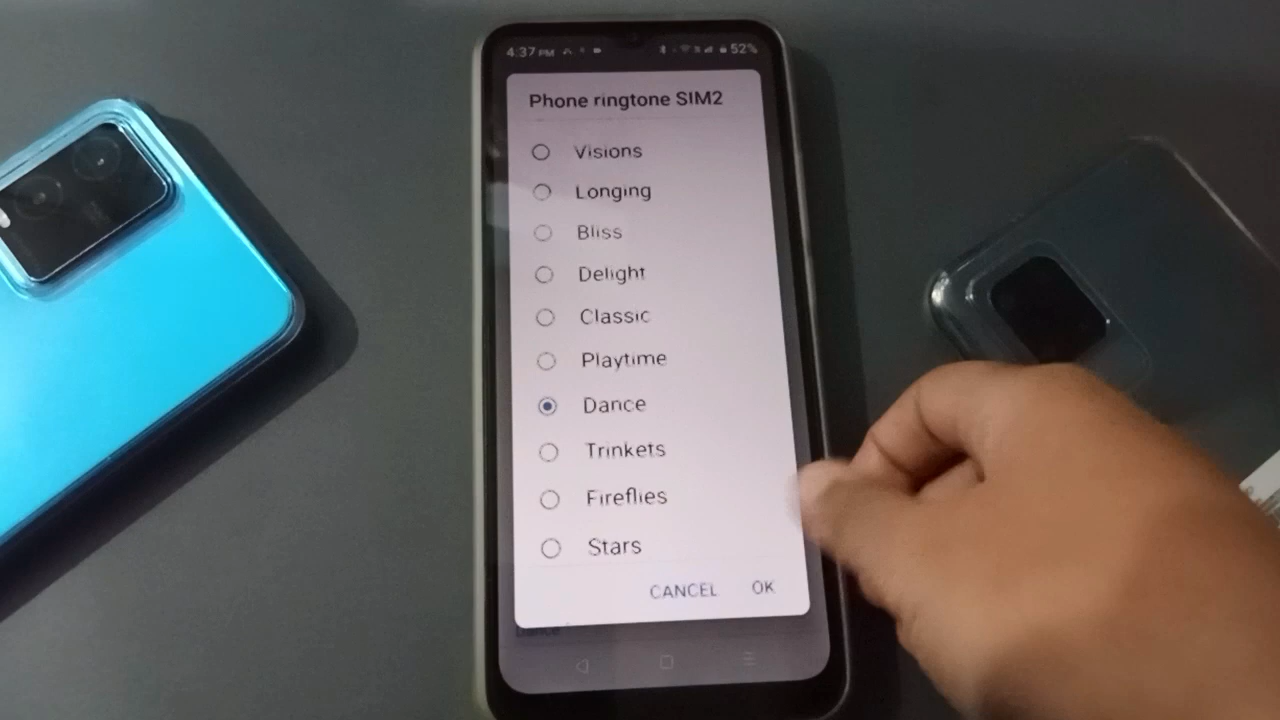 4:37 PM
52%
Phone ringtone SIM2
Visions
Longing
Bliss
Delight
Classic
Playtime
Dance
Trinkets
Fireflies
Stars
CANCEL OK
Dance